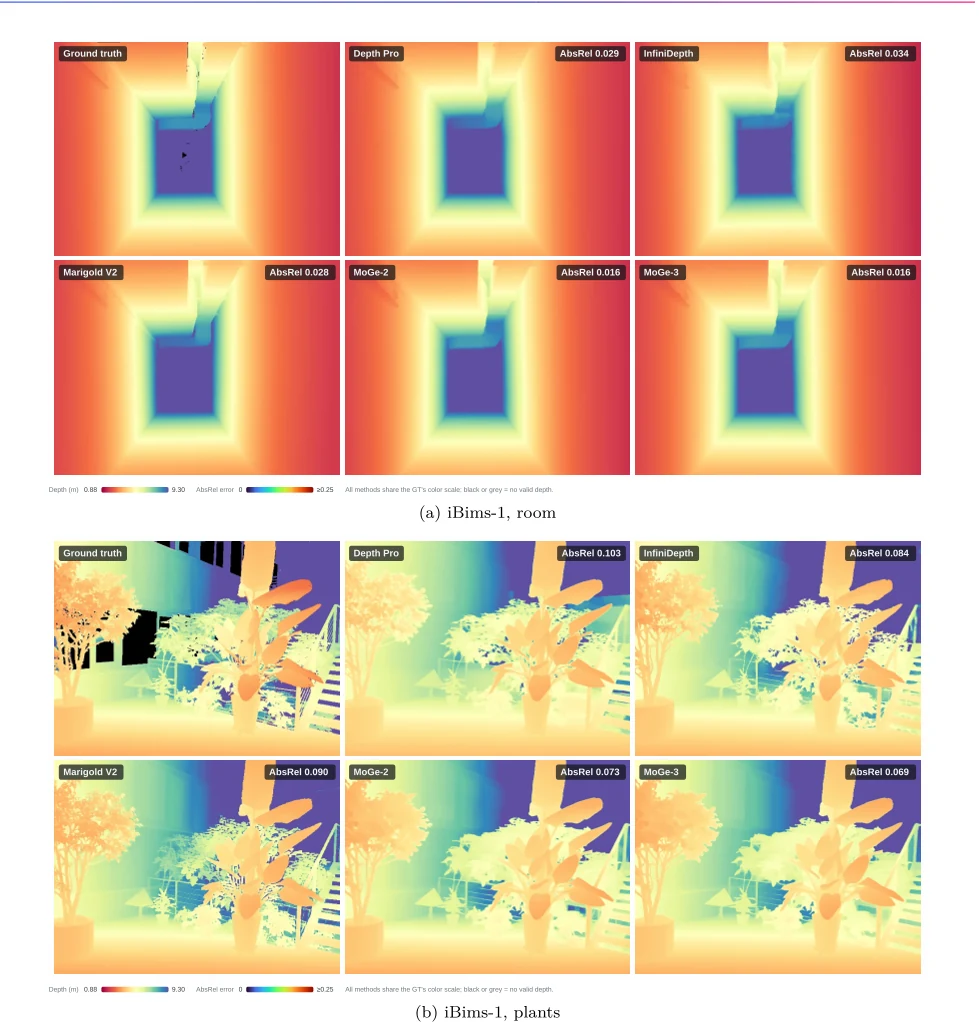 Ground truth
Depth Pro AbsRel 0.029
InfiniDepth AbsRel 0.034
Marigold V2 AbsRel 0.028
MoGe-2 AbsRel 0.016
MoGe-3 AbsRel 0.016
Depth (m) 0.88 9.30 AbsRel error 0 ≥0.25 All methods share the GT's color scale: black or grey = no valid depth.
(a) iBims-1, room
Ground truth
Depth Pro AbsRel 0.103
InfiniDepth AbsRel 0.084
Marigold V2 AbsRel 0.090
MoGe-2 AbsRel 0.073
MoGe-3 AbsRel 0.069
Depth (m) 0.88 9.30 AbsRel error 0 ≥0.25 All methods share the GT's color scale: black or grey = no valid depth.
(b) iBims-1, plants